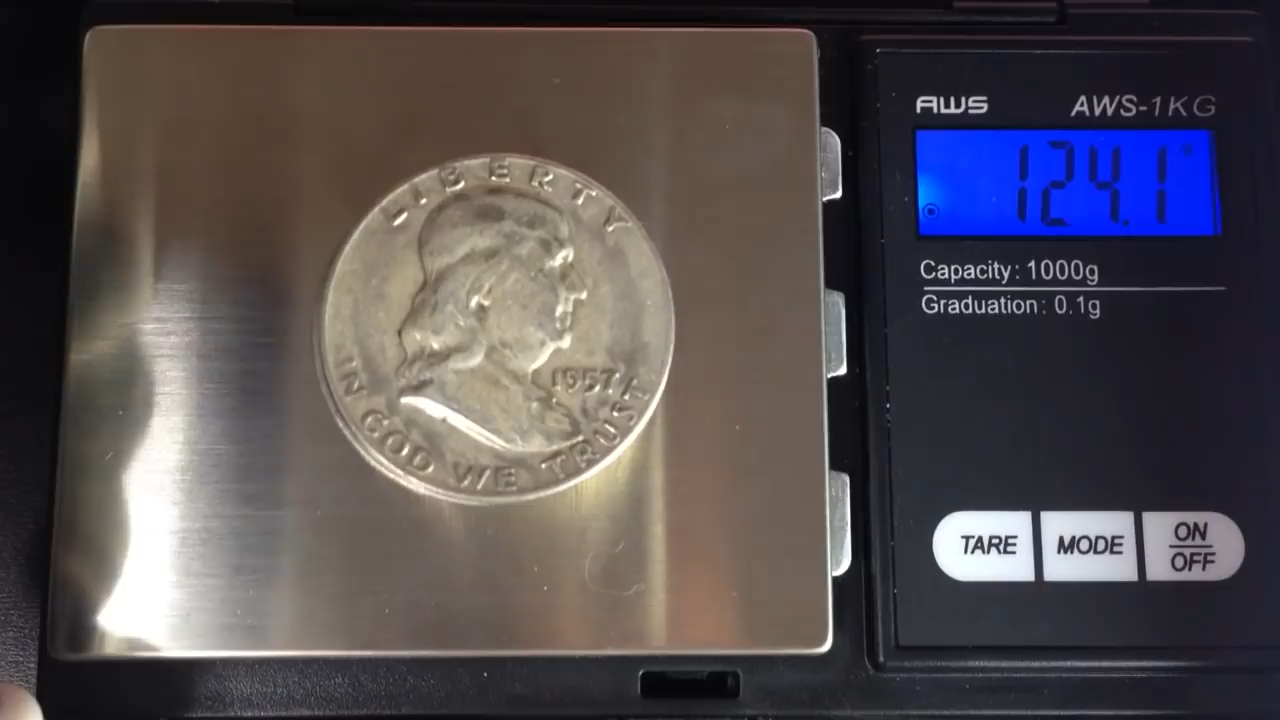 LIBERTY
1957
IN GOD WE TRUST
AWS AWS-1KG
124.1
Capacity: 1000g
Graduation: 0.1g
TARE MODE ON
OFF